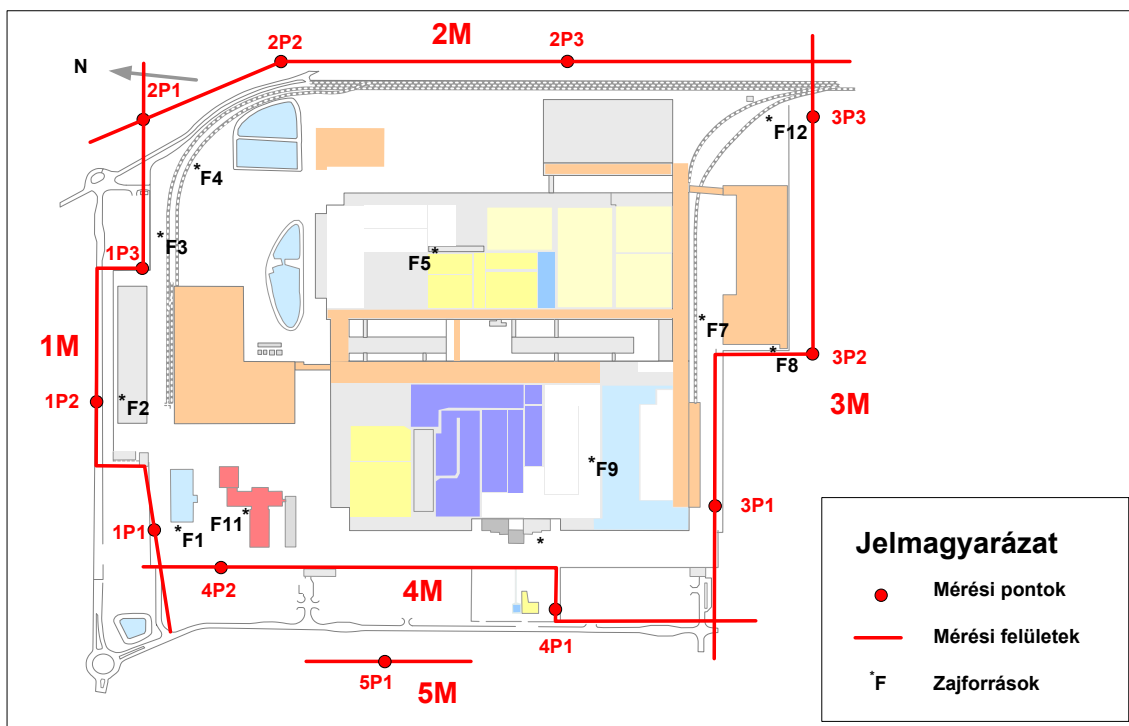 2M
2P2
2P3
N
2P1
*F12
3P3
*F4
*F3
1P3
F5*
*F7
1M
*F8
3P2
1P2
*F2
3M
*F9
3P1
F11*
1P1
*F1
*
4P2
4M
4P1
5P1
5M
Jelmagyarázat
Mérési pontok
Mérési felületek
*F Zajforrások